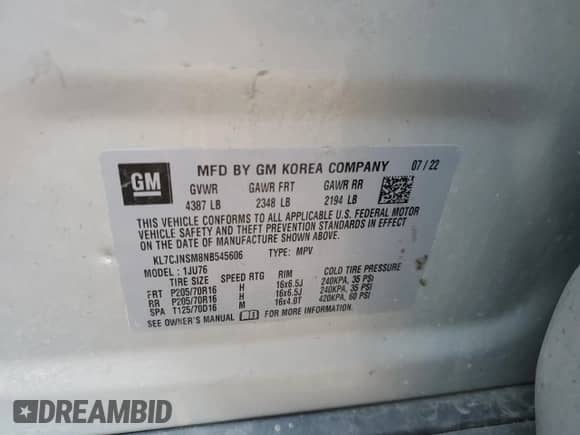 GM
MFD BY GM KOREA COMPANY 07/22
GVWR GAWR FRT GAWR RR
4387 LB 2348 LB 2194 LB
THIS VEHICLE CONFORMS TO ALL APPLICABLE U.S. FEDERAL MOTOR
VEHICLE SAFETY AND THEFT PREVENTION STANDARDS IN EFFECT
ON THE DATE OF MANUFACTURE SHOWN ABOVE.
KL7CJNSM8NB545606 TYPE: MPV
MODEL: 1JU76
TIRE SIZE SPEED RTG RIM COLD TIRE PRESSURE
FRT P205/70R16 H 16x6.5J 240KPA, 35 PSI
RR P205/70R16 H 16x6.5J 240KPA, 35 PSI
SPA T125/70D16 M 16x4.0T 420KPA, 60 PSI
SEE OWNER'S MANUAL FOR MORE INFORMATION.
DREAMBID